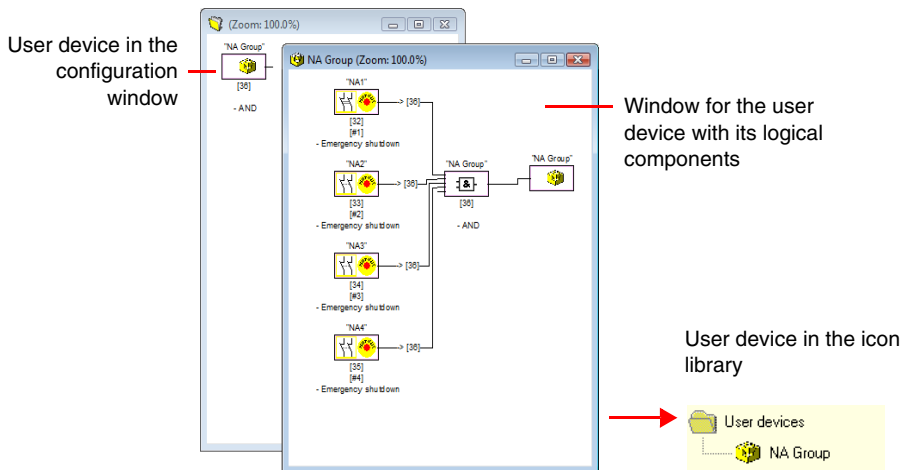 User device in the
configuration
window
(Zoom: 100.0%)
"NA Group"
[36]
- AND
NA Group (Zoom: 100.0%)
"NA1"
-> [36]
[32]
[#1]
- Emergency shutdown
"NA2"
-> [36]
[33]
[#2]
- Emergency shutdown
"NA3"
-> [36]
[34]
[#3]
- Emergency shutdown
"NA4"
-> [36]
[35]
[#4]
- Emergency shutdown
"NA Group"
&
[36]
- AND
"NA Group"
Window for the user
device with its logical
components
User device in the icon
library
User devices
NA Group